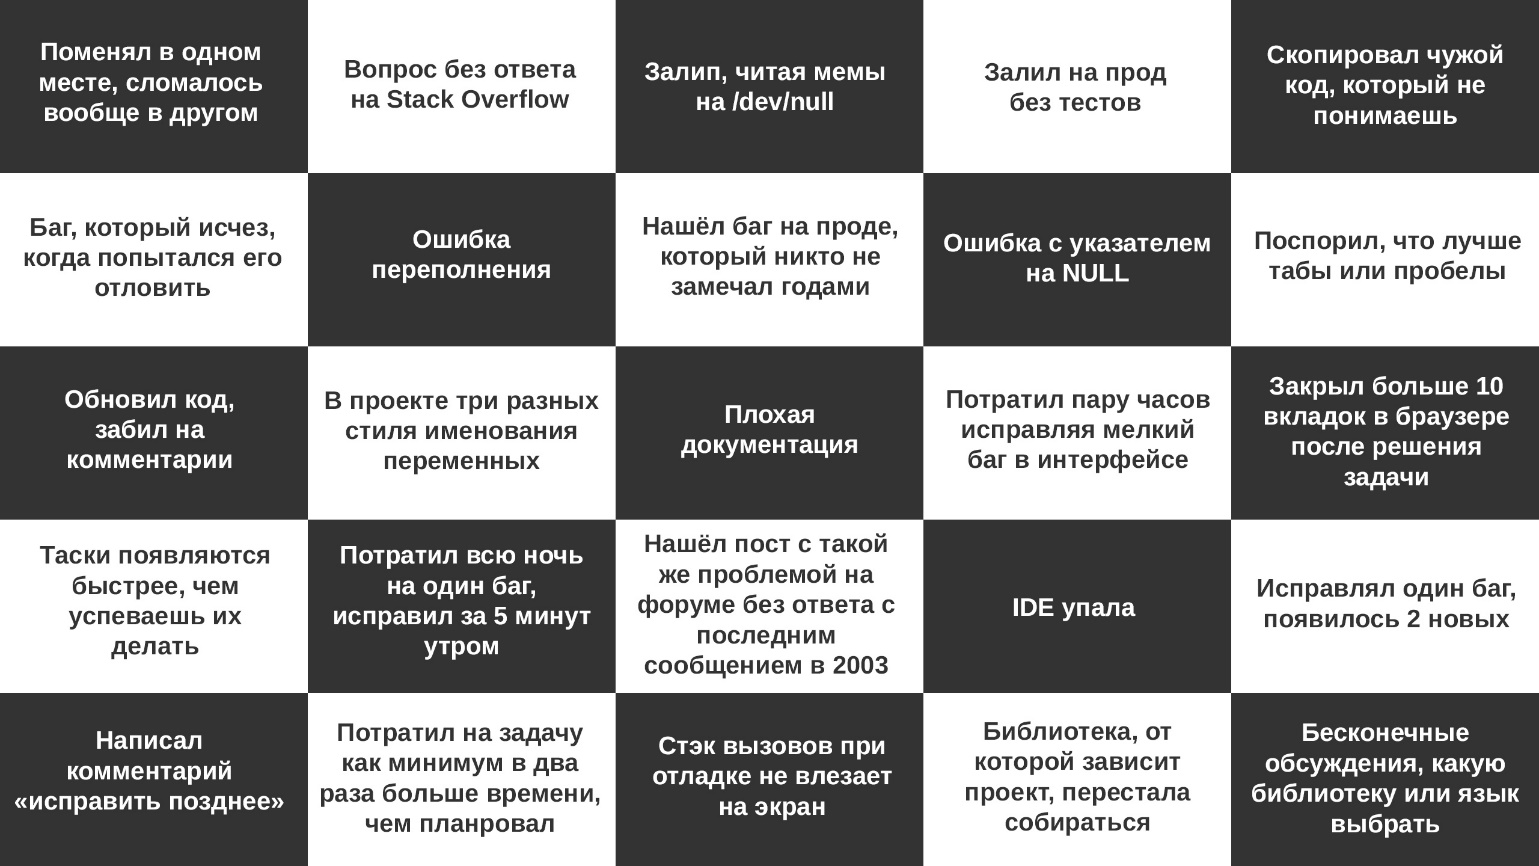 Поменял в одном
месте, сломалось
вообще в другом
Вопрос без ответа
на Stack Overflow
Залип, читая мемы
на /dev/null
Залил на прод
без тестов
Скопировал чужой
код, который не
понимаешь
Баг, который исчез,
когда попытался его
отловить
Ошибка
переполнения
Нашёл баг на проде,
который никто не
замечал годами
Ошибка с указателем
на NULL
Поспорил, что лучше
табы или пробелы
Обновил код,
забил на
комментарии
В проекте три разных
стиля именования
переменных
Плохая
документация
Потратил пару часов
исправляя мелкий
баг в интерфейсе
Закрыл больше 10
вкладок в браузере
после решения
задачи
Таски появляются
быстрее, чем
успеваешь их
делать
Потратил всю ночь
на один баг,
исправил за 5 минут
утром
Нашёл пост с такой
же проблемой на
форуме без ответа с
последним
сообщением в 2003
IDE упала
Исправлял один баг,
появилось 2 новых
Написал
комментарий
«исправить позднее»
Потратил на задачу
как минимум в два
раза больше времени,
чем планровал
Стэк вызовов при
отладке не влезает
на экран
Библиотека, от
которой зависит
проект, перестала
собираться
Бесконечные
обсуждения, какую
библиотеку или язык
выбрать